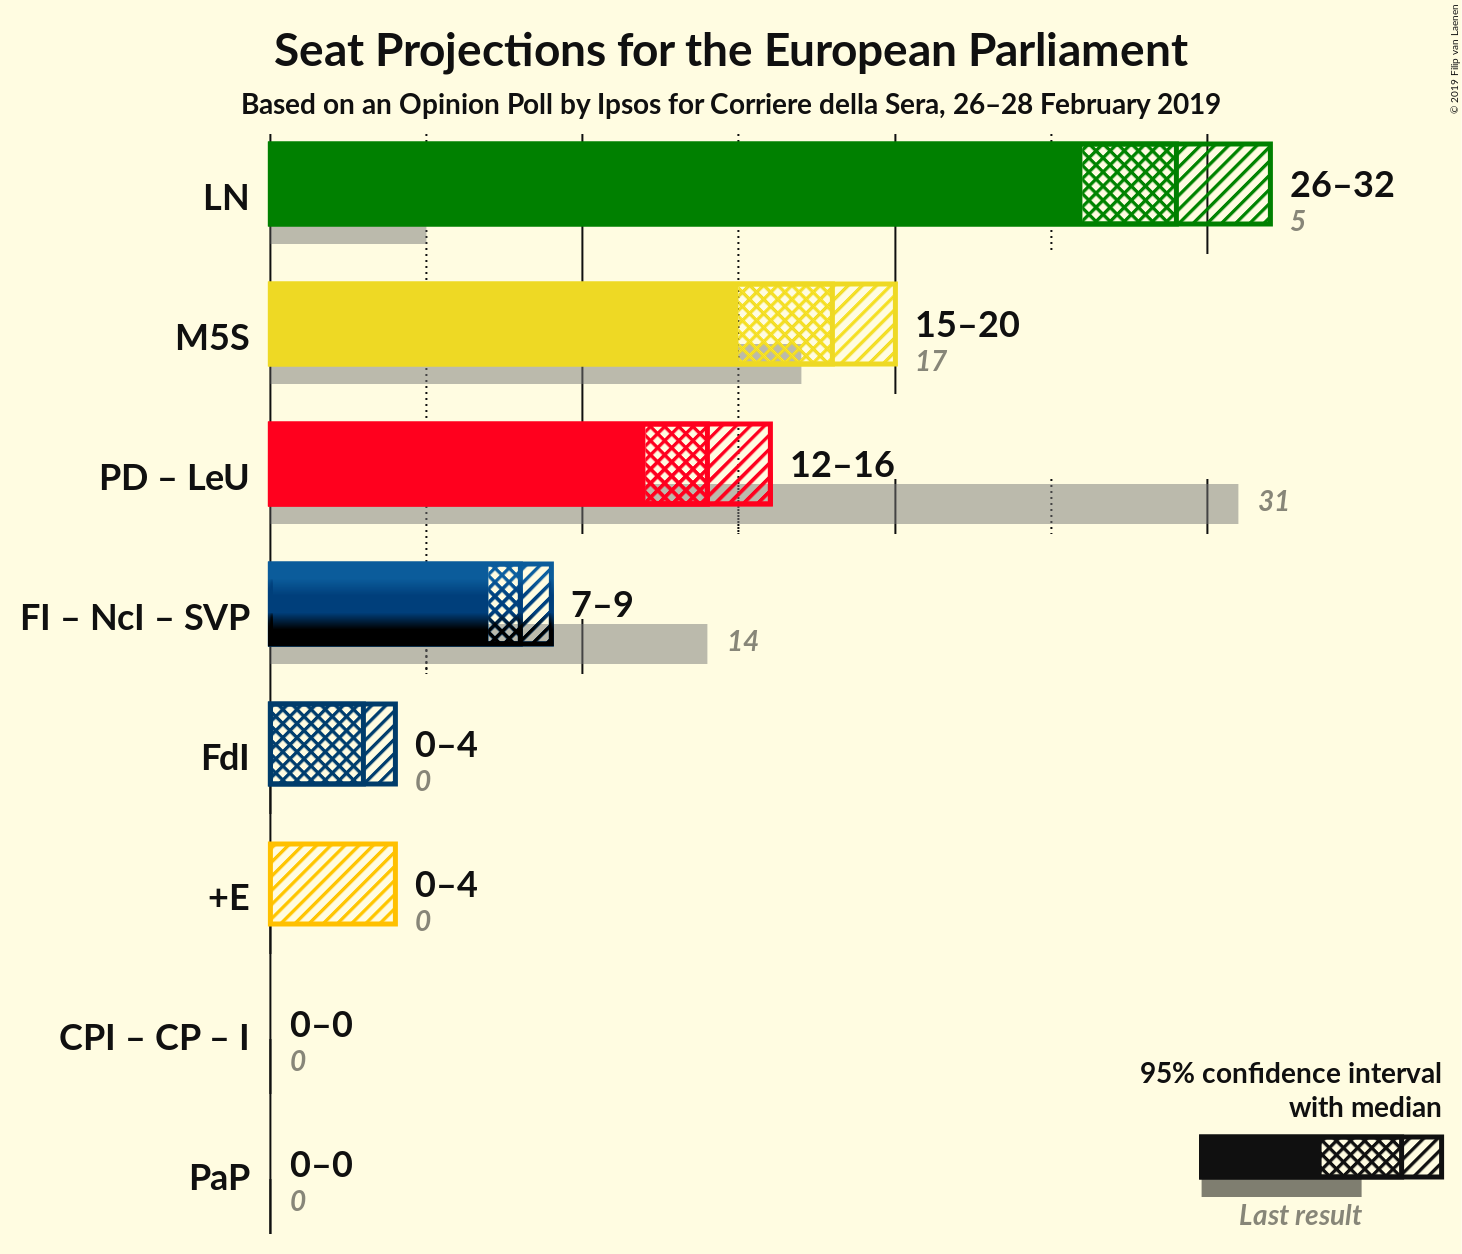 Seat Projections for the European Parliament
Based on an Opinion Poll by Ipsos for Corriere della Sera, 26–28 February 2019
© 2019 Filip van Laenen
LN
26–32
5
M5S
15–20
17
PD – LeU
12–16
31
FI – NcI – SVP
7–9
14
FdI
0–4
0
+E
0–4
0
CPI – CP – I
0–0
0
PaP
0–0
0
95% confidence interval
with median
Last result